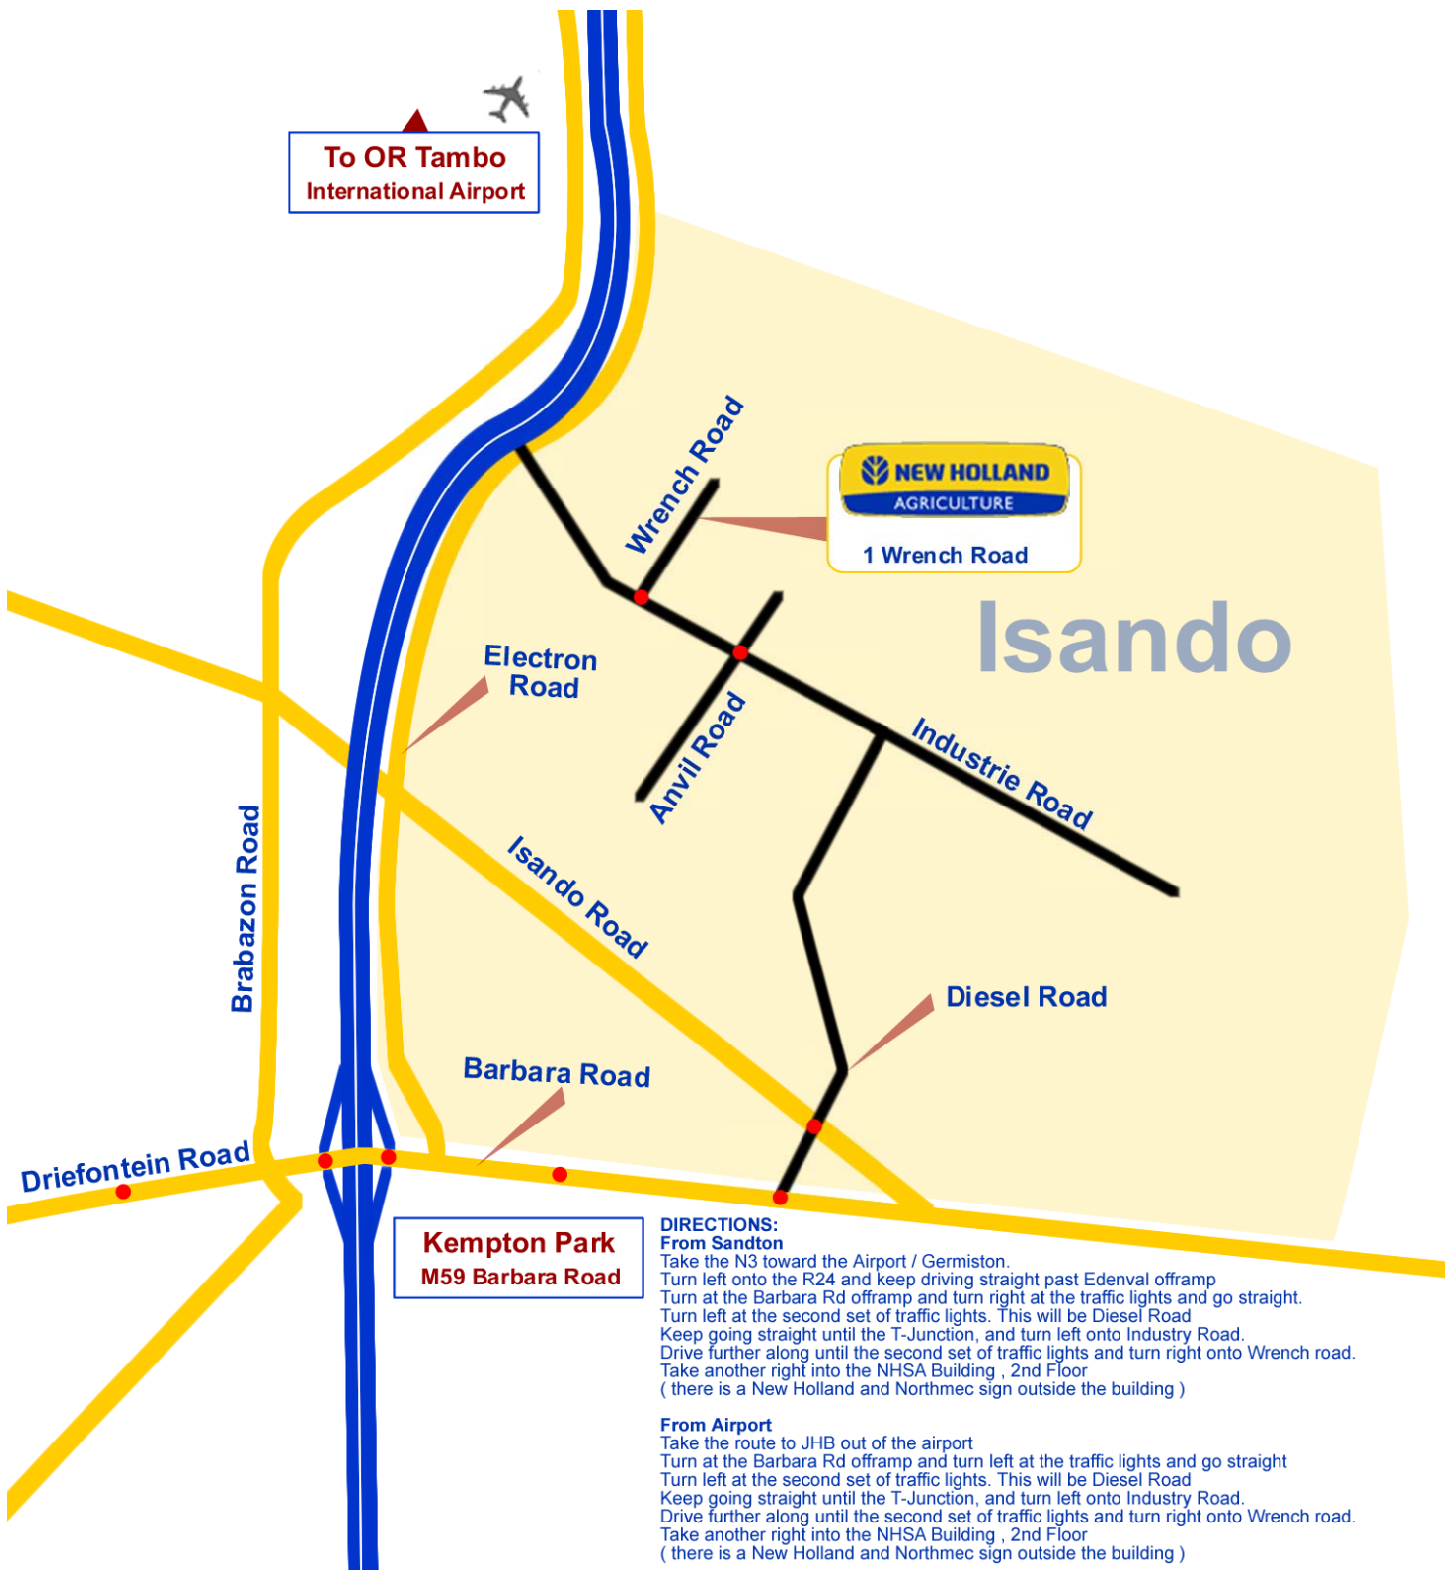 To OR Tambo
International Airport
Wrench Road
NEW HOLLAND
AGRICULTURE
1 Wrench Road
Isando
Electron
Road
Anvil Road
Industrie Road
Brabazon Road
Isando Road
Diesel Road
Barbara Road
Driefontein Road
Kempton Park
M59 Barbara Road
DIRECTIONS:
From Sandton
Take the N3 toward the Airport / Germiston.
Turn left onto the R24 and keep driving straight past Edenval offramp
Turn at the Barbara Rd offramp and turn right at the traffic lights and go straight.
Turn left at the second set of traffic lights. This will be Diesel Road
Keep going straight until the T-Junction, and turn left onto Industry Road.
Drive further along until the second set of traffic lights and turn right onto Wrench road.
Take another right into the NHSA Building , 2nd Floor
( there is a New Holland and Northmec sign outside the building )
From Airport
Take the route to JHB out of the airport
Turn at the Barbara Rd offramp and turn left at the traffic lights and go straight
Turn left at the second set of traffic lights. This will be Diesel Road
Keep going straight until the T-Junction, and turn left onto Industry Road.
Drive further along until the second set of traffic lights and turn right onto Wrench road.
Take another right into the NHSA Building , 2nd Floor
( there is a New Holland and Northmec sign outside the building )